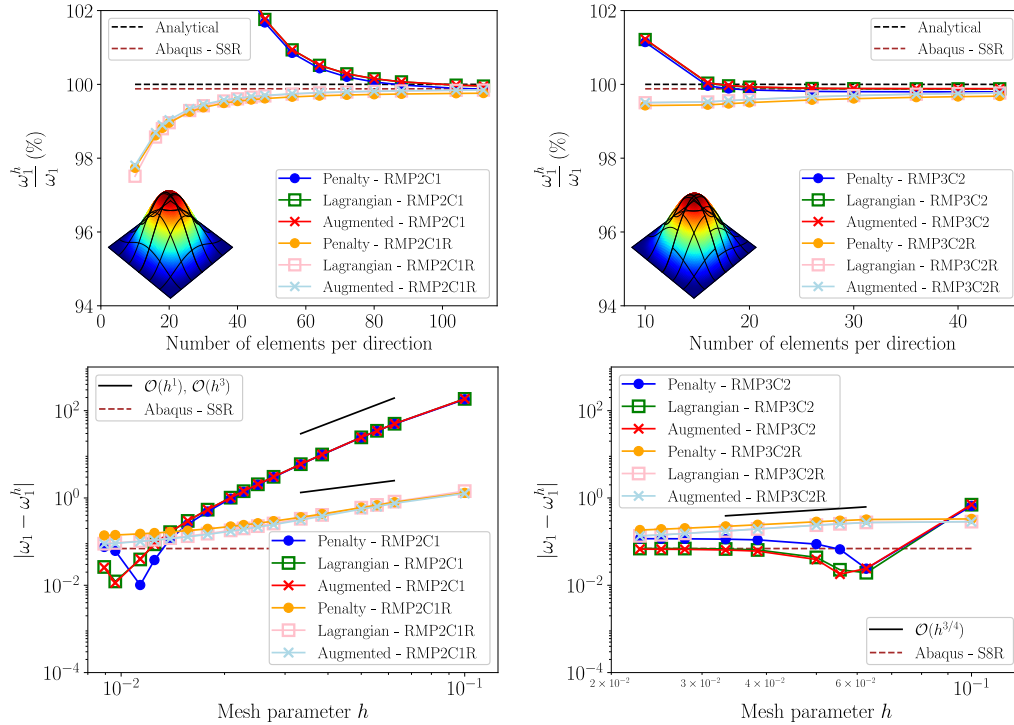 102
100
98
96
94
ω₁ʰ/ω₁ (%)
Analytical
Abaqus - S8R
Penalty - RMP2C1
Lagrangian - RMP2C1
Augmented - RMP2C1
Penalty - RMP2C1R
Lagrangian - RMP2C1R
Augmented - RMP2C1R
0 20 40 60 80 100
Number of elements per direction
102
100
98
96
94
ω₁ʰ/ω₁ (%)
Analytical
Abaqus - S8R
Penalty - RMP3C2
Lagrangian - RMP3C2
Augmented - RMP3C2
Penalty - RMP3C2R
Lagrangian - RMP3C2R
Augmented - RMP3C2R
10 20 30 40
Number of elements per direction
10²
10⁰
10⁻²
10⁻⁴
|ω₁ − ω₁ʰ|
O(h¹), O(h³)
Abaqus - S8R
Penalty - RMP2C1
Lagrangian - RMP2C1
Augmented - RMP2C1
Penalty - RMP2C1R
Lagrangian - RMP2C1R
Augmented - RMP2C1R
10⁻² 10⁻¹
Mesh parameter h
10²
10⁰
10⁻²
10⁻⁴
|ω₁ − ω₁ʰ|
Penalty - RMP3C2
Lagrangian - RMP3C2
Augmented - RMP3C2
Penalty - RMP3C2R
Lagrangian - RMP3C2R
Augmented - RMP3C2R
O(h³ᐟ⁴)
Abaqus - S8R
2 × 10⁻² 3 × 10⁻² 4 × 10⁻² 6 × 10⁻² 10⁻¹
Mesh parameter h